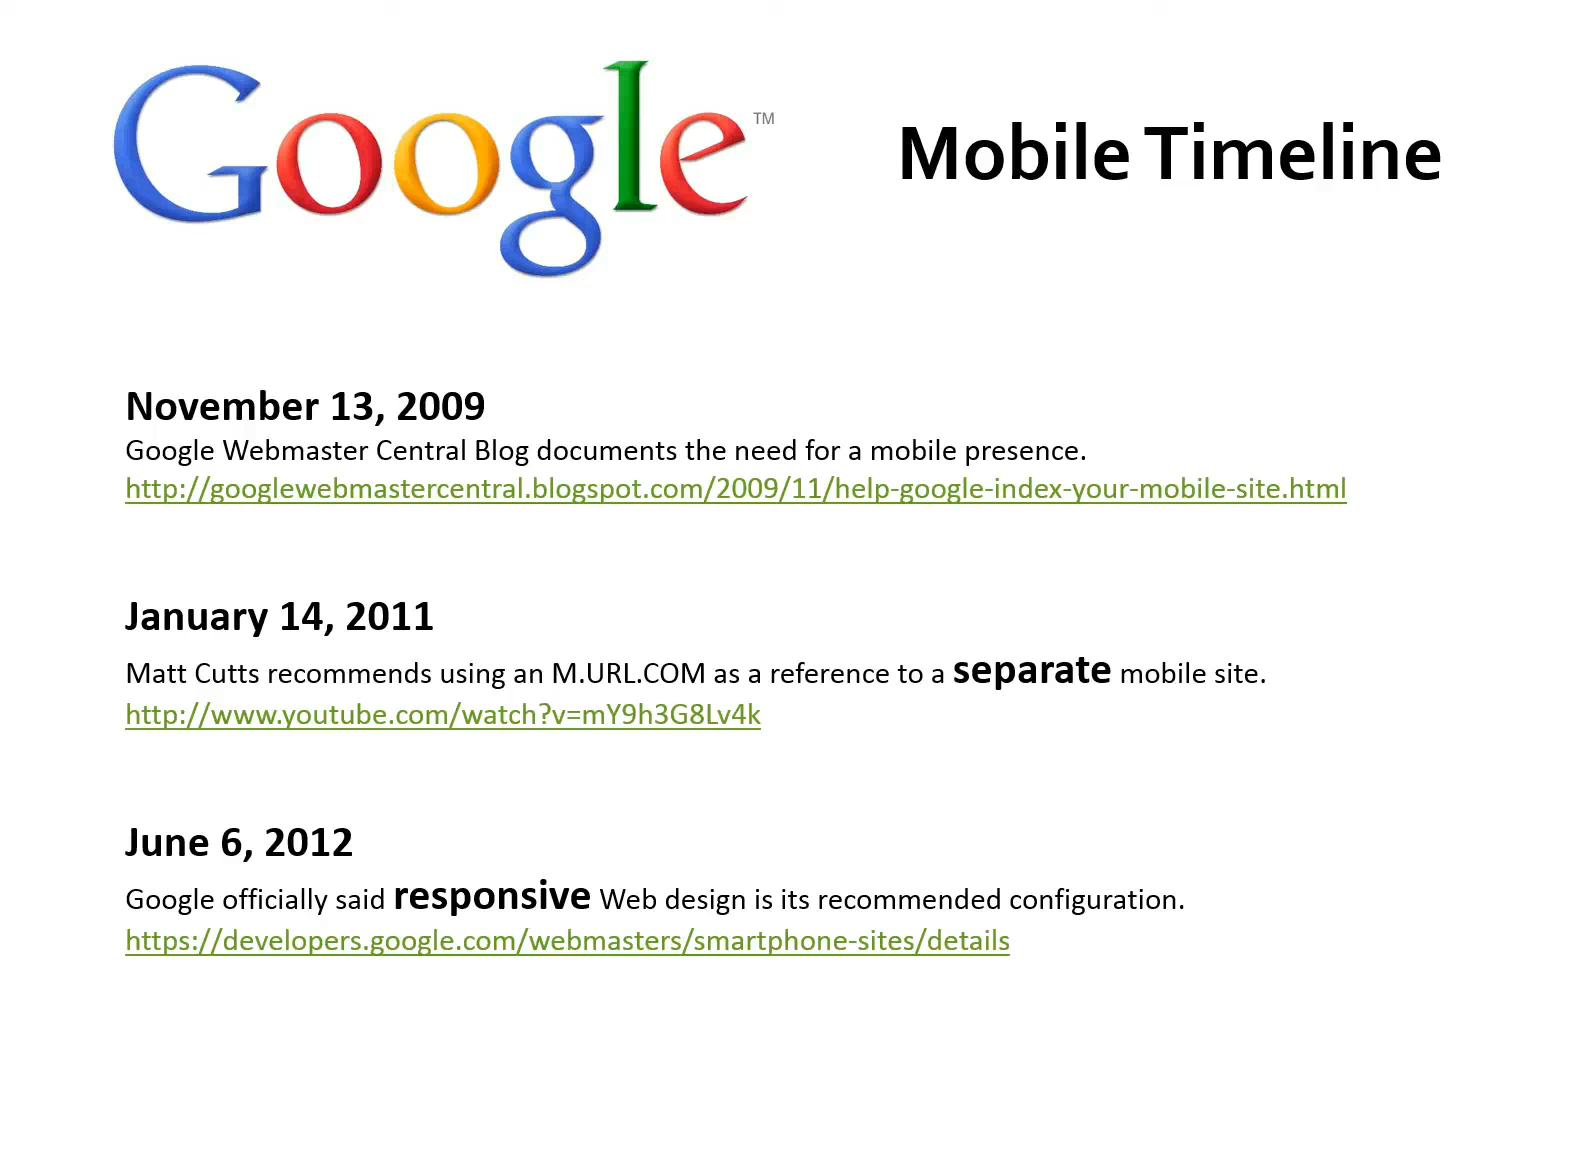 Google™
Mobile Timeline
November 13, 2009
Google Webmaster Central Blog documents the need for a mobile presence.
http://googlewebmastercentral.blogspot.com/2009/11/help-google-index-your-mobile-site.html
January 14, 2011
Matt Cutts recommends using an M.URL.COM as a reference to a separate mobile site.
http://www.youtube.com/watch?v=mY9h3G8Lv4k
June 6, 2012
Google officially said responsive Web design is its recommended configuration.
https://developers.google.com/webmasters/smartphone-sites/details